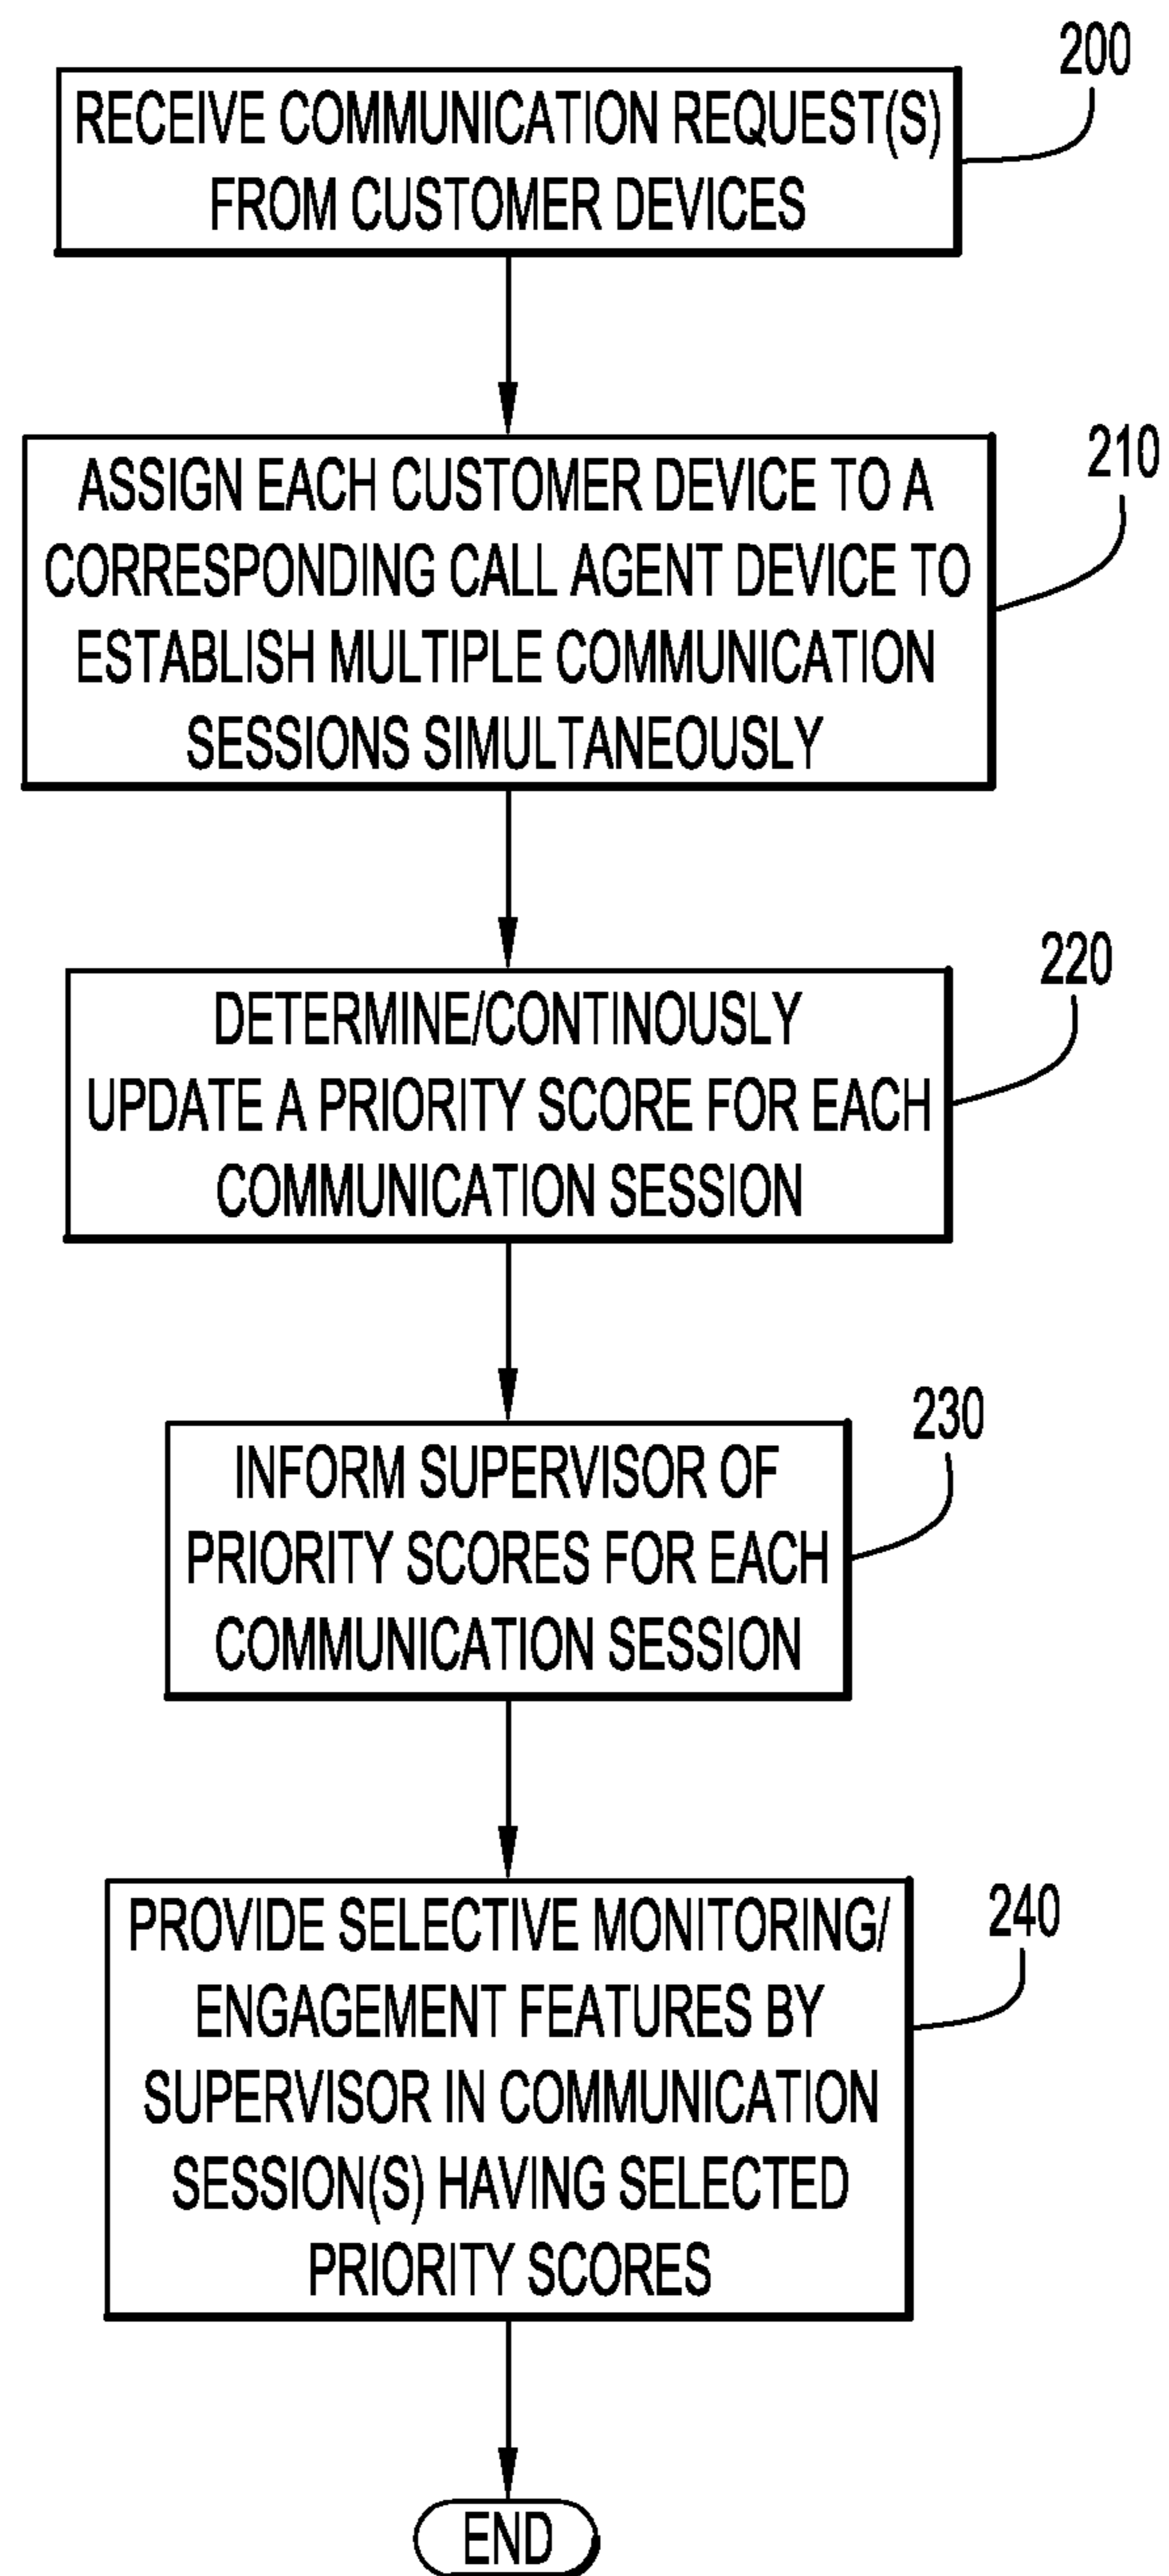 200
RECEIVE COMMUNICATION REQUEST(S)
FROM CUSTOMER DEVICES
210
ASSIGN EACH CUSTOMER DEVICE TO A
CORRESPONDING CALL AGENT DEVICE TO
ESTABLISH MULTIPLE COMMUNICATION
SESSIONS SIMULTANEOUSLY
220
DETERMINE/CONTINOUSLY
UPDATE A PRIORITY SCORE FOR EACH
COMMUNICATION SESSION
230
INFORM SUPERVISOR OF
PRIORITY SCORES FOR EACH
COMMUNICATION SESSION
240
PROVIDE SELECTIVE MONITORING/
ENGAGEMENT FEATURES BY
SUPERVISOR IN COMMUNICATION
SESSION(S) HAVING SELECTED
PRIORITY SCORES
END